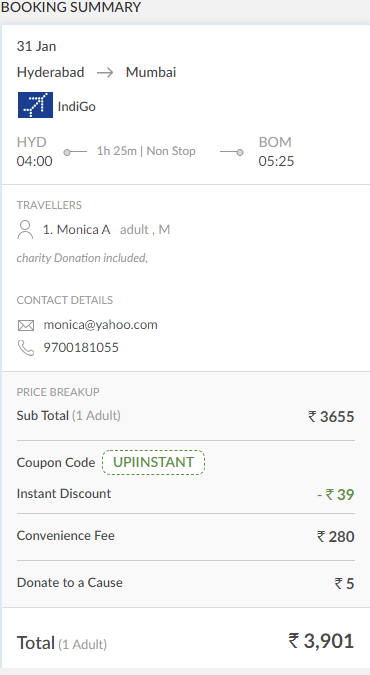 BOOKING SUMMARY
31 Jan
Hyderabad → Mumbai
IndiGo
HYD BOM
04:00 1h 25m | Non Stop 05:25
TRAVELLERS
1. Monica A adult , M
charity Donation included,
CONTACT DETAILS
monica@yahoo.com
9700181055
PRICE BREAKUP
Sub Total (1 Adult) ₹ 3655
Coupon Code UPIINSTANT
Instant Discount - ₹ 39
Convenience Fee ₹ 280
Donate to a Cause ₹ 5
Total (1 Adult) ₹ 3,901